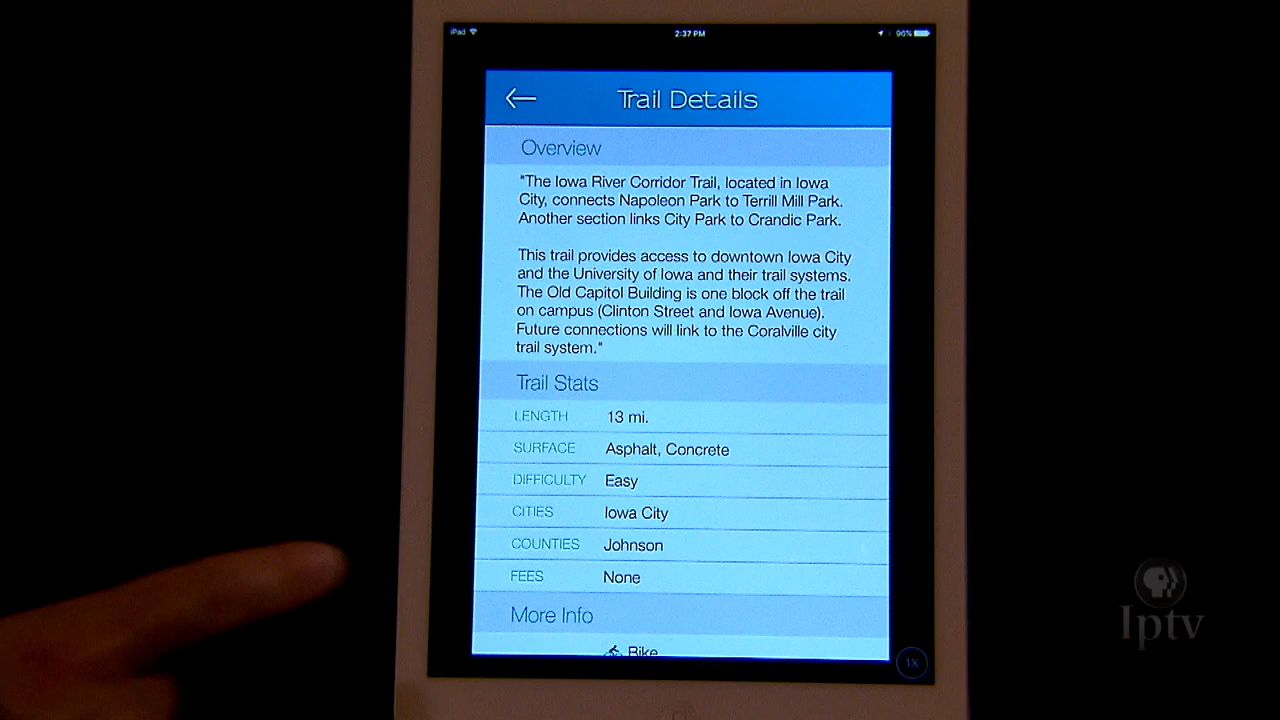 iPad 2:37 PM 96%
Trail Details
Overview
"The Iowa River Corridor Trail, located in Iowa
City, connects Napoleon Park to Terrill Mill Park.
Another section links City Park to Crandic Park.
This trail provides access to downtown Iowa City
and the University of Iowa and their trail systems.
The Old Capitol Building is one block off the trail
on campus (Clinton Street and Iowa Avenue).
Future connections will link to the Coralville city
trail system."
Trail Stats
LENGTH 13 mi.
SURFACE Asphalt, Concrete
DIFFICULTY Easy
CITIES Iowa City
COUNTIES Johnson
FEES None
More Info
Bike
1X
Iptv